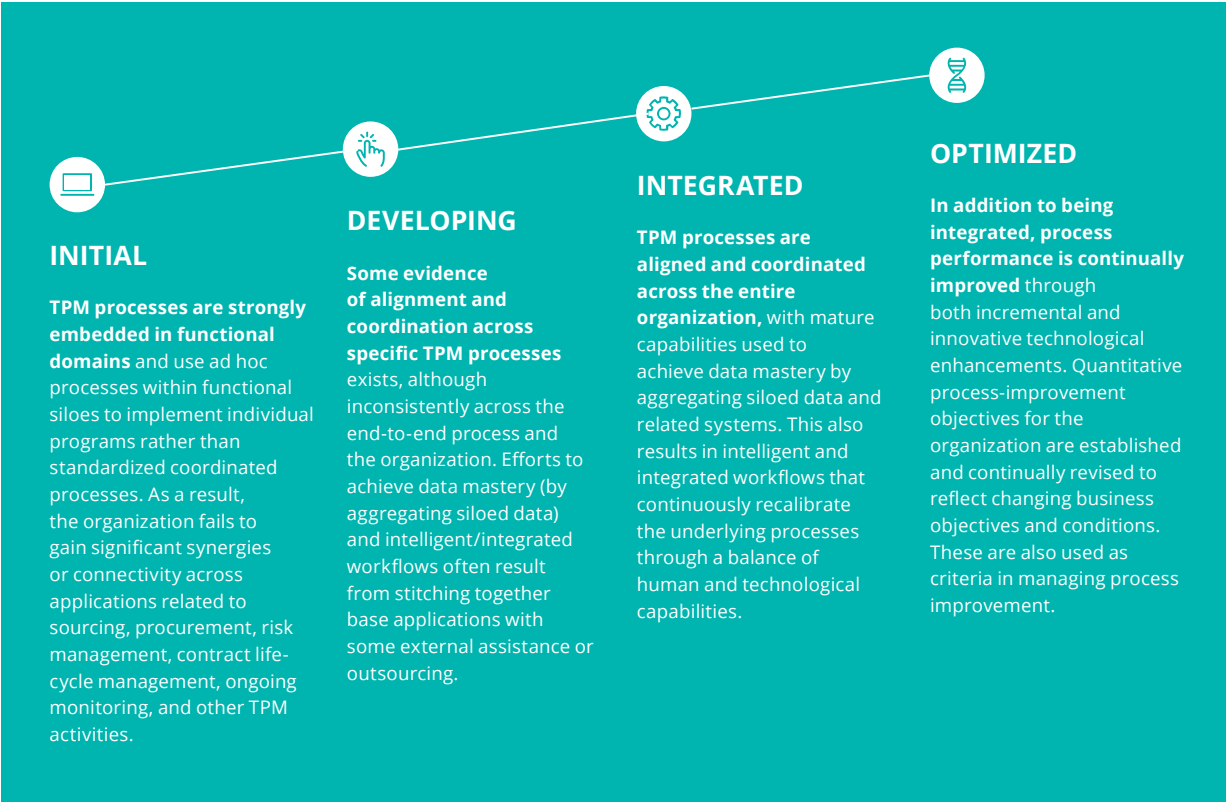 INITIAL
TPM processes are strongly
embedded in functional
domains and use ad hoc
processes within functional
siloes to implement individual
programs rather than
standardized coordinated
processes. As a result,
the organization fails to
gain significant synergies
or connectivity across
applications related to
sourcing, procurement, risk
management, contract life-
cycle management, ongoing
monitoring, and other TPM
activities.
DEVELOPING
Some evidence
of alignment and
coordination across
specific TPM processes
exists, although
inconsistently across the
end-to-end process and
the organization. Efforts to
achieve data mastery (by
aggregating siloed data)
and intelligent/integrated
workflows often result
from stitching together
base applications with
some external assistance or
outsourcing.
INTEGRATED
TPM processes are
aligned and coordinated
across the entire
organization, with mature
capabilities used to
achieve data mastery by
aggregating siloed data and
related systems. This also
results in intelligent and
integrated workflows that
continuously recalibrate
the underlying processes
through a balance of
human and technological
capabilities.
OPTIMIZED
In addition to being
integrated, process
performance is continually
improved through
both incremental and
innovative technological
enhancements. Quantitative
process-improvement
objectives for the
organization are established
and continually revised to
reflect changing business
objectives and conditions.
These are also used as
criteria in managing process
improvement.